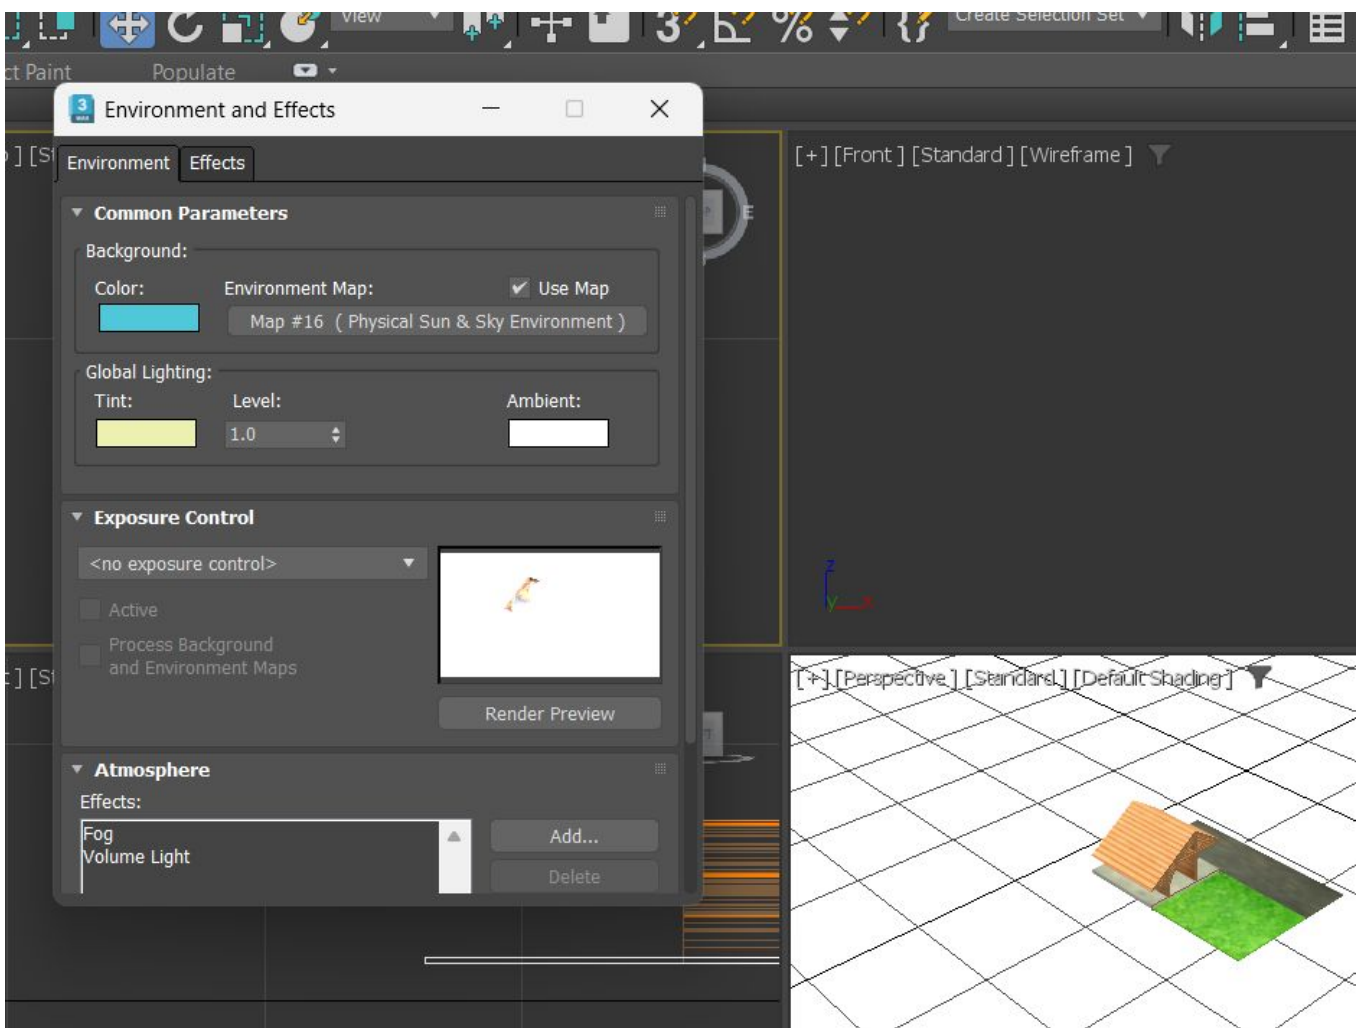 View
Create Selection Set
ct Paint
Populate
Environment and Effects
Environment
Effects
[+] [Front ] [Standard ] [Wireframe ]
Common Parameters
E
Background:
Color:
Environment Map:
Use Map
Map #16 ( Physical Sun & Sky Environment )
Global Lighting:
Tint:
Level:
Ambient:
1.0
Exposure Control
<no exposure control>
Active
Process Background
and Environment Maps
z
y
x
[+] [Perspective ] [Standard ] [Default Shading ]
Render Preview
Atmosphere
Effects:
Fog
Volume Light
Add...
Delete